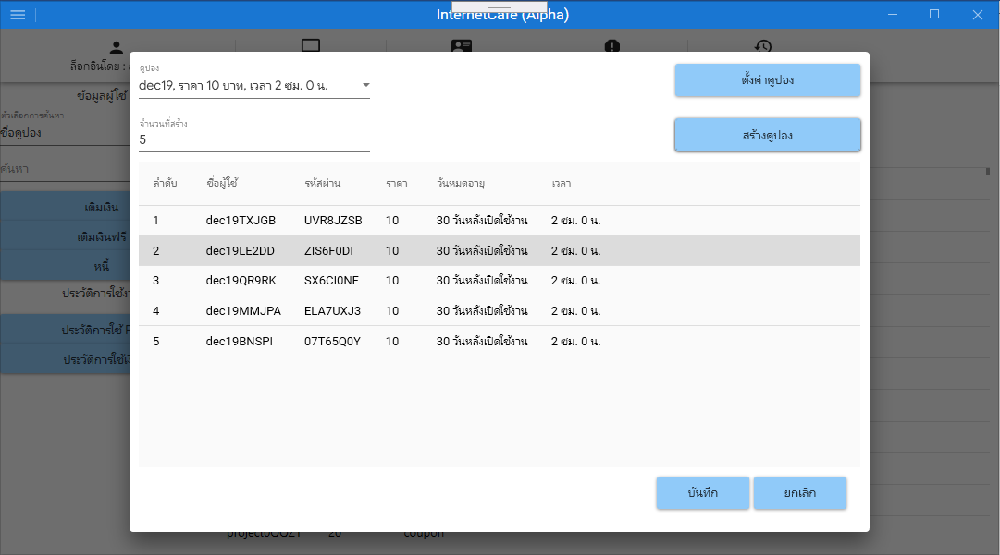 InternetCafe (Alpha)
ล็อกอินโดย :
ข้อมูลผู้ใช้
ตัวเลือกการค้นหา
ชื่อคูปอง
ค้นหา
เติมเงิน
เติมเงินฟรี
หนี้
ประวัติการใช้
ประวัติการใช้
ประวัติการใช้
คูปอง
dec19, ราคา 10 บาท, เวลา 2 ซม. 0 น.
ตั้งค่าคูปอง
จำนวนที่สร้าง
5
สร้างคูปอง
ลำดับ ชื่อผู้ใช้ รหัสผ่าน ราคา วันหมดอายุ เวลา
1 dec19TXJGB UVR8JZSB 10 30 วันหลังเปิดใช้งาน 2 ซม. 0 น.
2 dec19LE2DD ZIS6F0DI 10 30 วันหลังเปิดใช้งาน 2 ซม. 0 น.
3 dec19QR9RK SX6CI0NF 10 30 วันหลังเปิดใช้งาน 2 ซม. 0 น.
4 dec19MMJPA ELA7UXJ3 10 30 วันหลังเปิดใช้งาน 2 ซม. 0 น.
5 dec19BNSPI 07T65Q0Y 10 30 วันหลังเปิดใช้งาน 2 ซม. 0 น.
บันทึก ยกเลิก
20 coupon